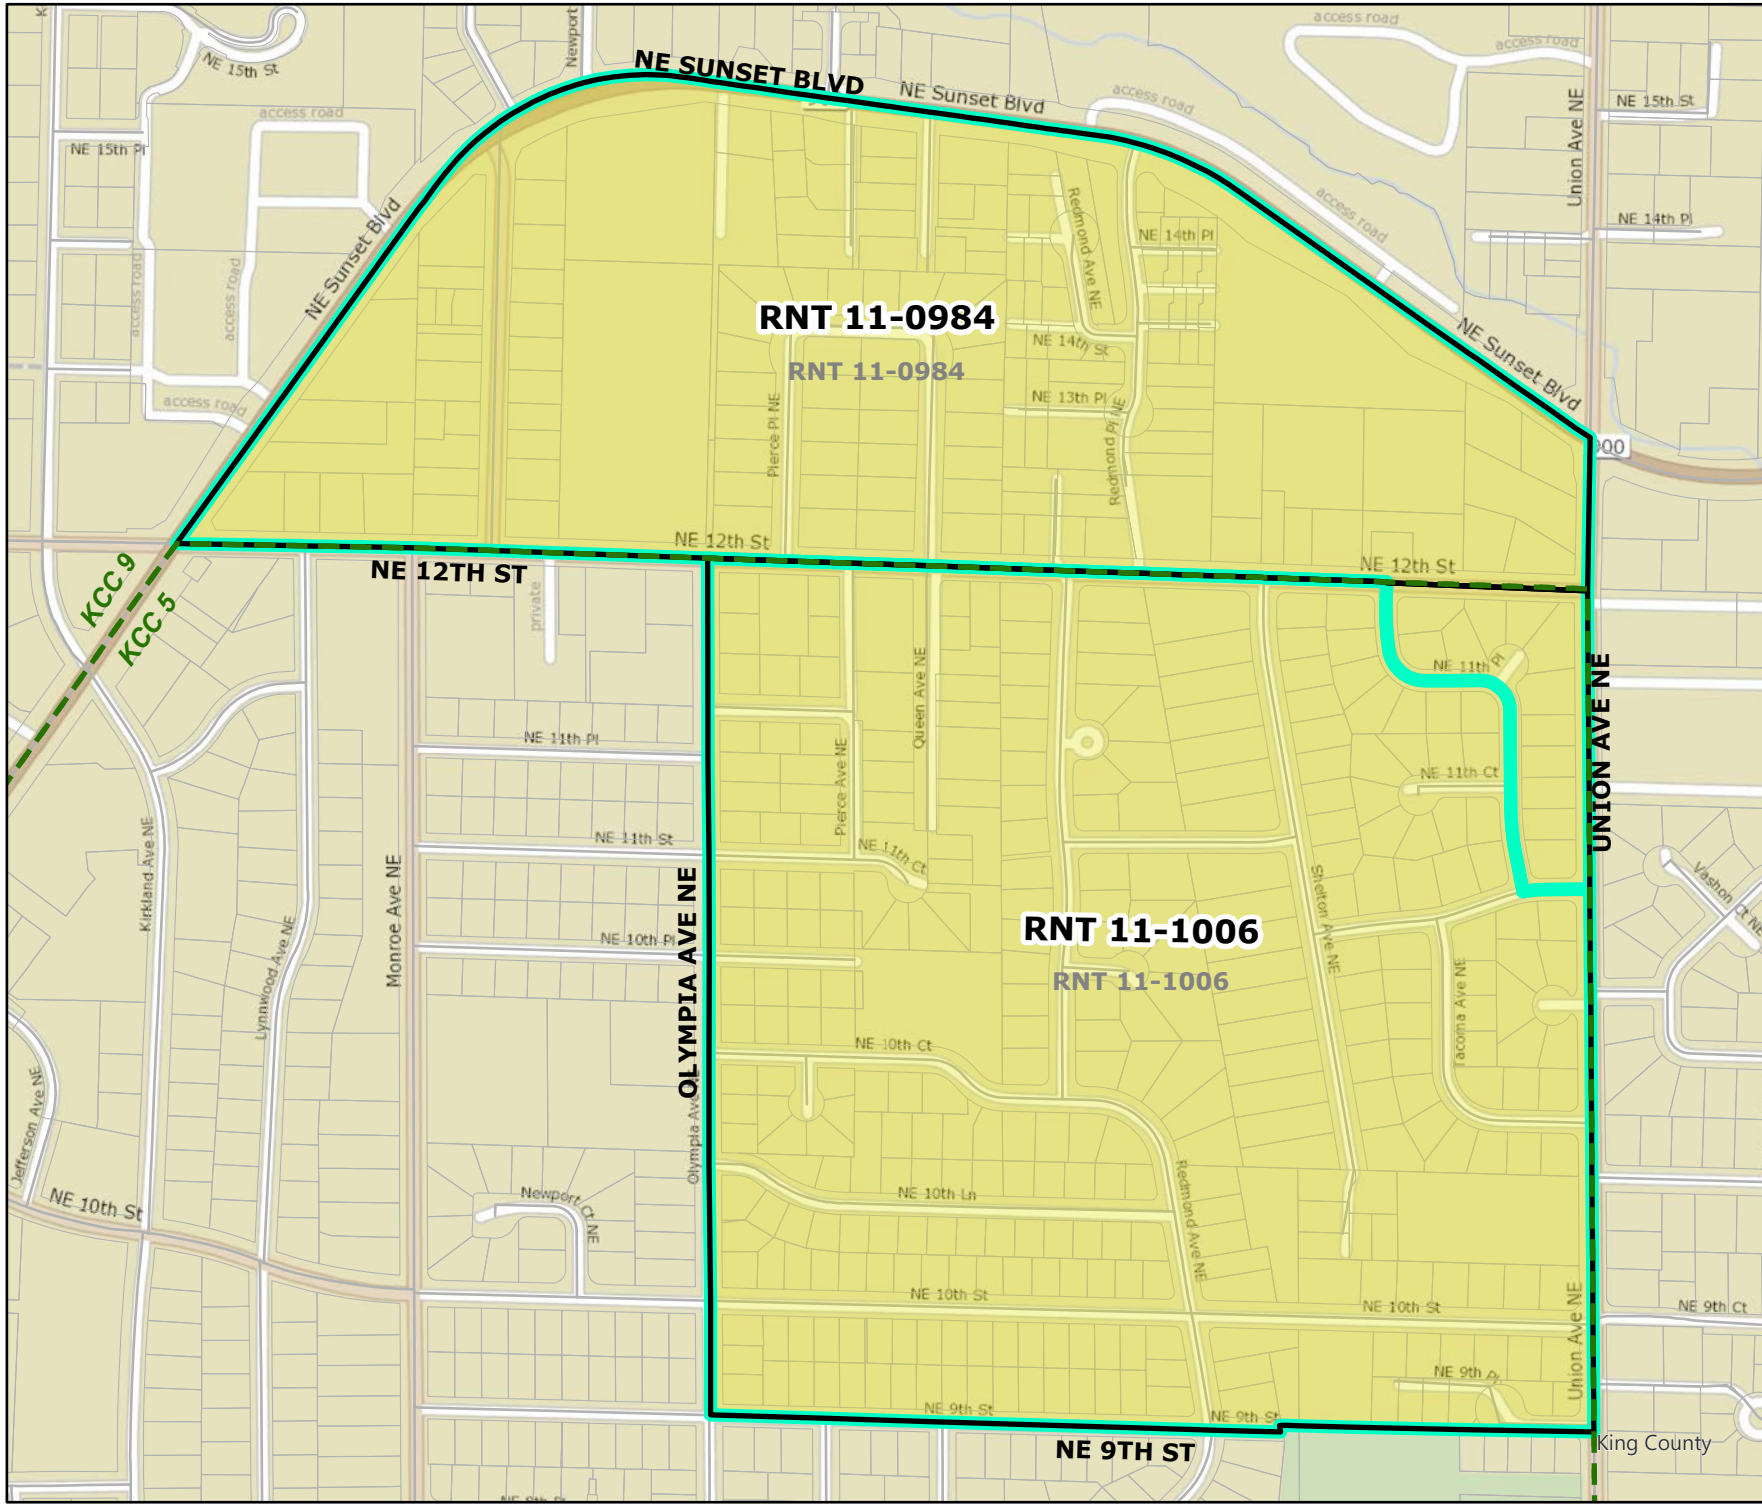 access road
NE SUNSET BLVD
Newport
NE 15th St
access road
NE Sunset Blvd
access road
NE 15th St
Union Ave NE
access road
NE 15th Pl
access road
NE Sunset Blvd
Redmond Ave NE
NE 14th Pl
NE 14th Pl
access road
access road
RNT 11-0984
NE 14th St
NE Sunset Blvd
RNT 11-0984
access road
NE 13th Pl
Pierce Pl NE
Redmond Pl NE
NE 12th St
NE 12th St
NE 12TH ST
KCC 9
KCC 5
private
NE 11th Pl
UNION AVE NE
Queen Ave NE
NE 11th Pl
Pierce Ave NE
NE 11th Ct
NE 11th St
NE 11th Ct
Kirkland Ave NE
Monroe Ave NE
OLYMPIA AVE NE
Shelton Ave NE
Vashon Ct NE
RNT 11-1006
NE 10th Pl
RNT 11-1006
Lynnwood Ave NE
Tacoma Ave NE
NE 10th Ct
Jefferson Ave NE
NE 10th St
Newport Ct NE
NE 10th Ln
Redmond Ave NE
NE 10th St
NE 10th St
NE 9th Ct
Union Ave NE
NE 9th Pl
NE 9th St
NE 9th St
NE 9TH ST
King County